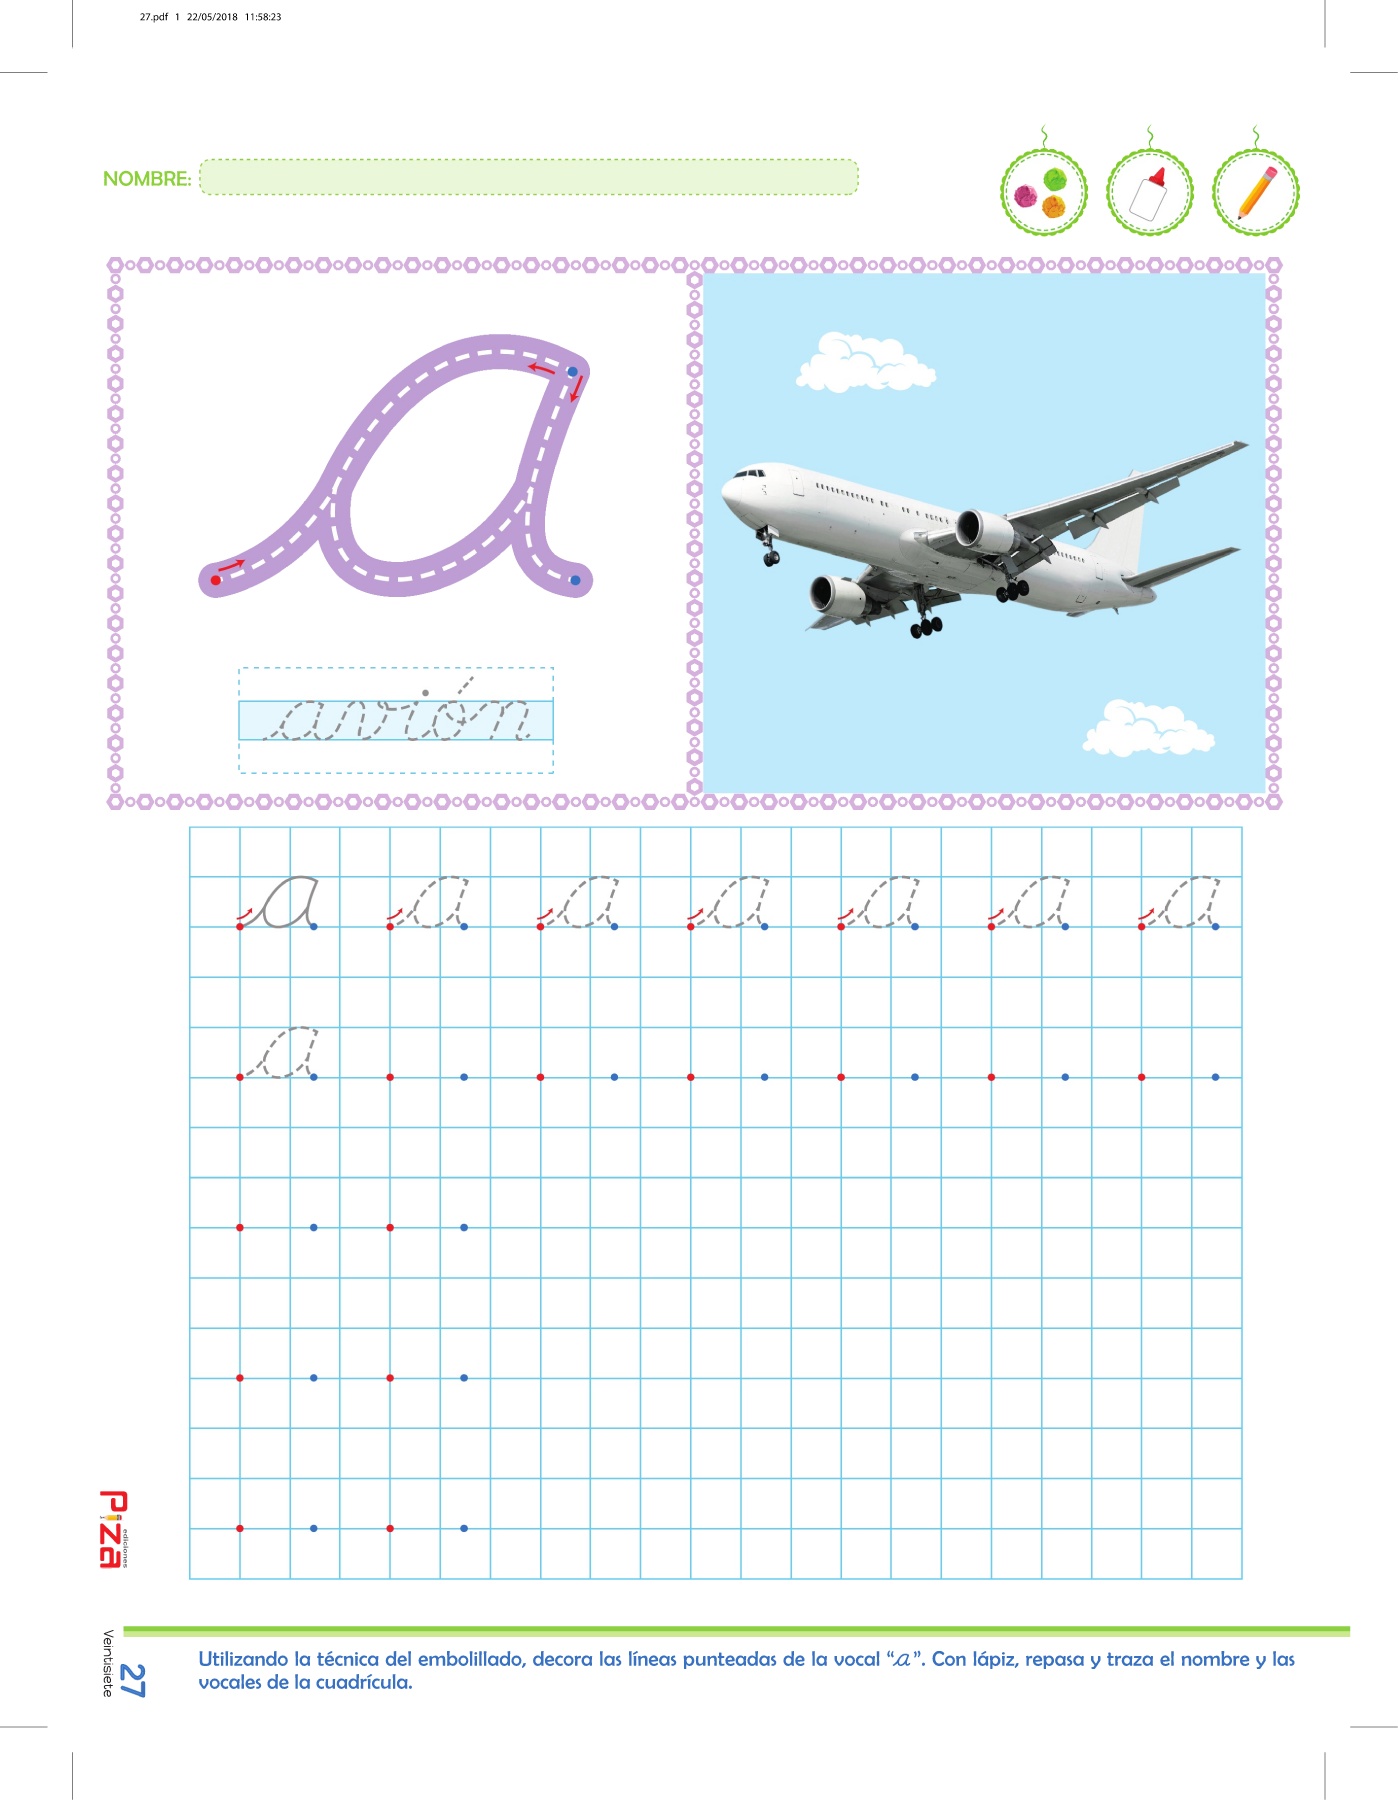 27.pdf 1 22/05/2018 11:58:23
NOMBRE:
a
avión
a a a a a a a
a
Piza
ediciones
Veintisiete
27
Utilizando la técnica del embolillado, decora las líneas punteadas de la vocal “a”. Con lápiz, repasa y traza el nombre y las
vocales de la cuadrícula.